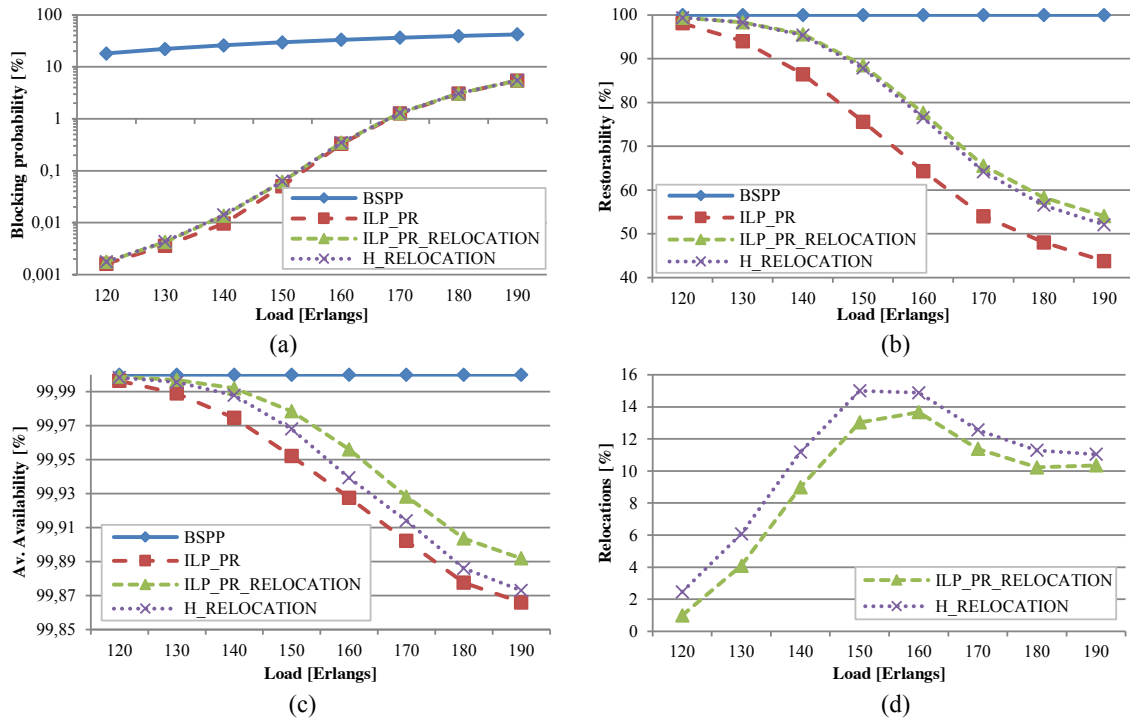 Blocking probability [%]
100
10
1
0,1
0,01
0,001
BSPP
ILP_PR
ILP_PR_RELOCATION
H_RELOCATION
120 130 140 150 160 170 180 190
Load [Erlangs]
(a)
Restorability [%]
100
90
80
70
60
50
40
BSPP
ILP_PR
ILP_PR_RELOCATION
H_RELOCATION
120 130 140 150 160 170 180 190
Load [Erlangs]
(b)
Av. Availability [%]
99,99
99,97
99,95
99,93
99,91
99,89
99,87
99,85
BSPP
ILP_PR
ILP_PR_RELOCATION
H_RELOCATION
120 130 140 150 160 170 180 190
Load [Erlangs]
(c)
Relocations [%]
16
14
12
10
8
6
4
2
0
ILP_PR_RELOCATION
H_RELOCATION
120 130 140 150 160 170 180 190
Load [Erlangs]
(d)